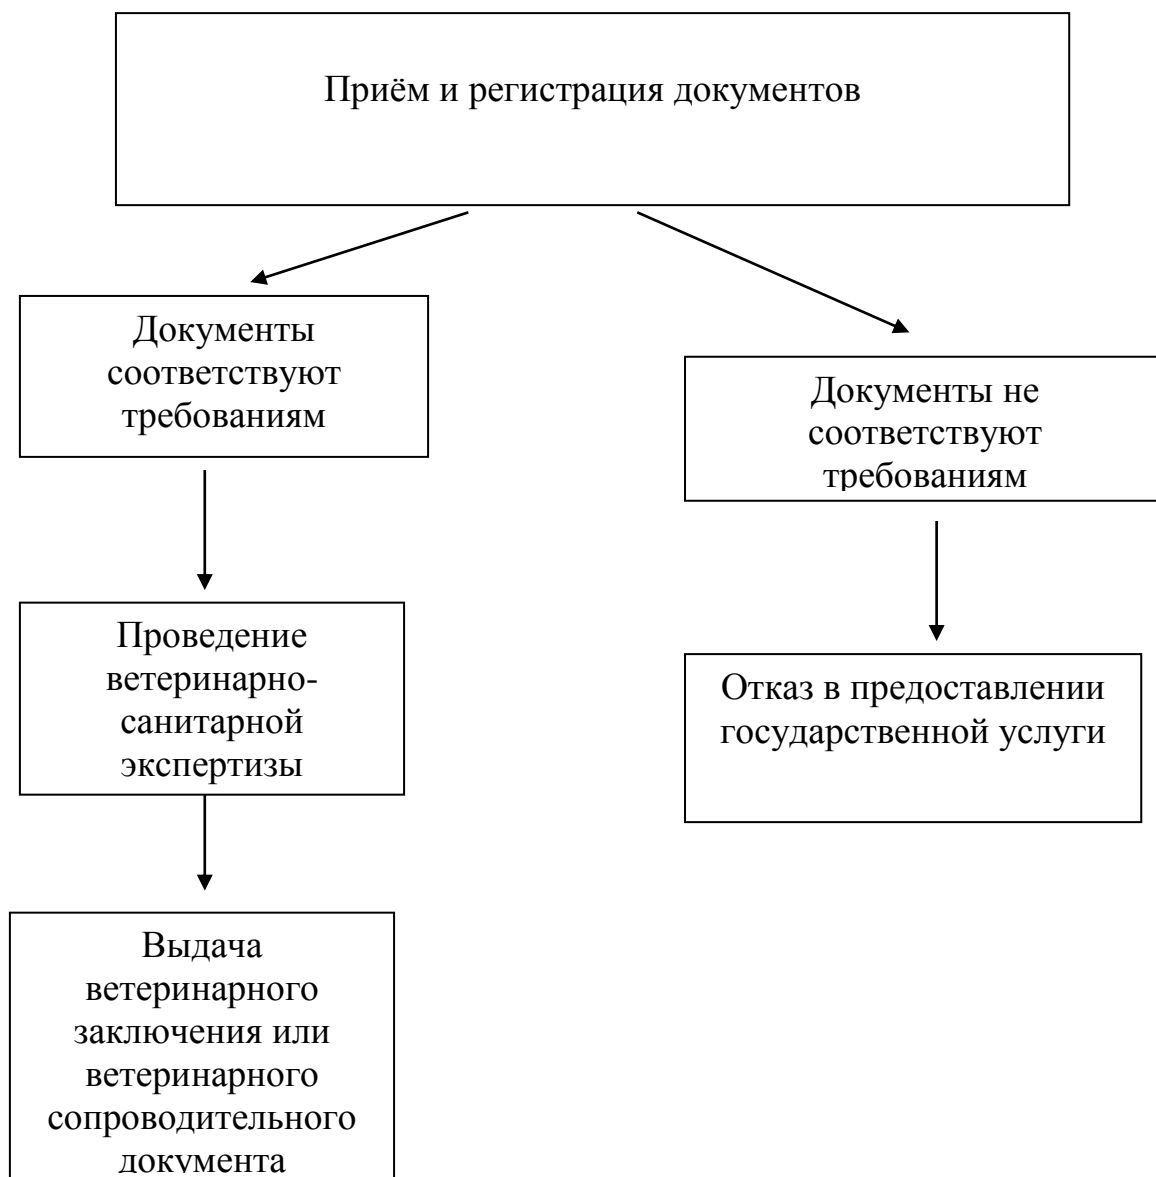 Приём и регистрация документов
Документы
соответствуют
требованиям
Документы не
соответствуют
требованиям
Проведение
ветеринарно-
санитарной
экспертизы
Отказ в предоставлении
государственной услуги
Выдача
ветеринарного
заключения или
ветеринарного
сопроводительного
документа